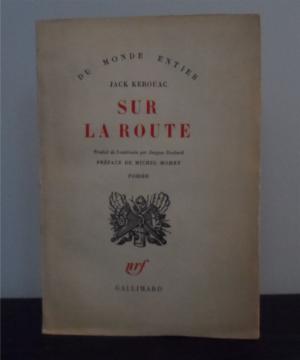 DU MONDE ENTIER
JACK KEROUAC
SUR
LA ROUTE
Traduit de l'américain par Jacques Houbard
PRÉFACE DE MICHEL MOHRT
ROMAN
nrf
GALLIMARD